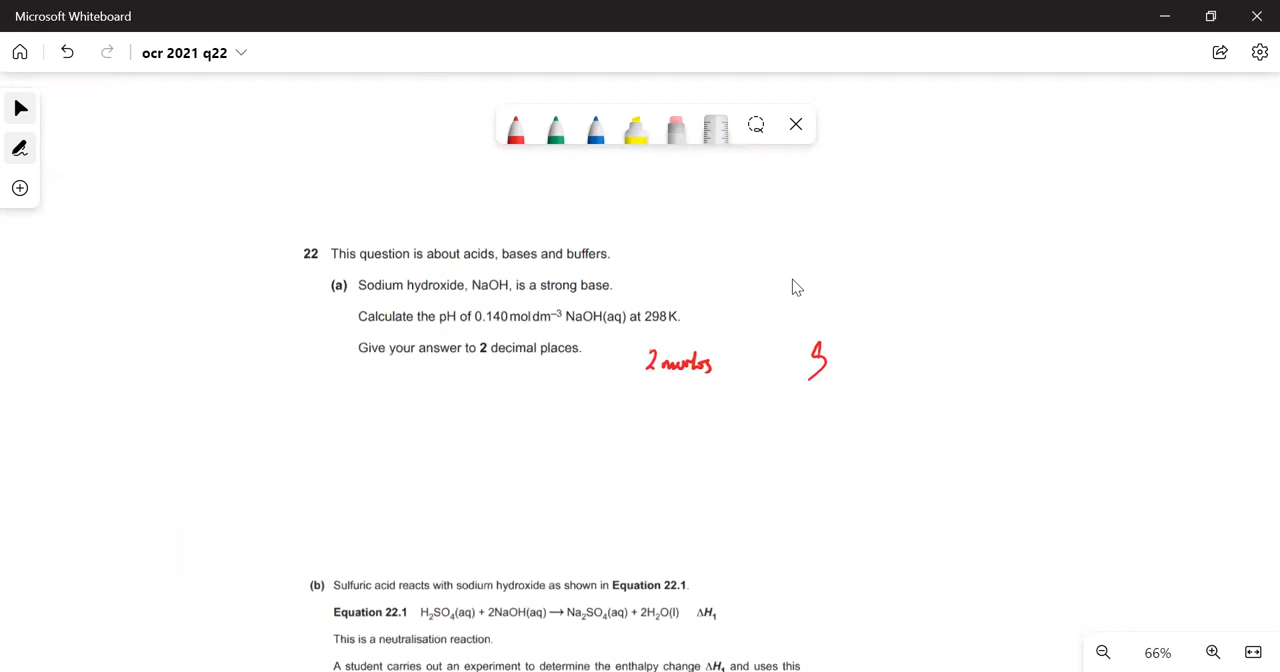 Microsoft Whiteboard
ocr 2021 q22
22 This question is about acids, bases and buffers.
(a) Sodium hydroxide, NaOH, is a strong base.
Calculate the pH of 0.140 mol dm⁻³ NaOH(aq) at 298 K.
Give your answer to 2 decimal places.
2 marks
(b) Sulfuric acid reacts with sodium hydroxide as shown in Equation 22.1.
Equation 22.1 H₂SO₄(aq) + 2NaOH(aq) → Na₂SO₄(aq) + 2H₂O(l) ΔH₁
This is a neutralisation reaction.
A student carries out an experiment to determine the enthalpy change ΔH₁ and uses this
66%